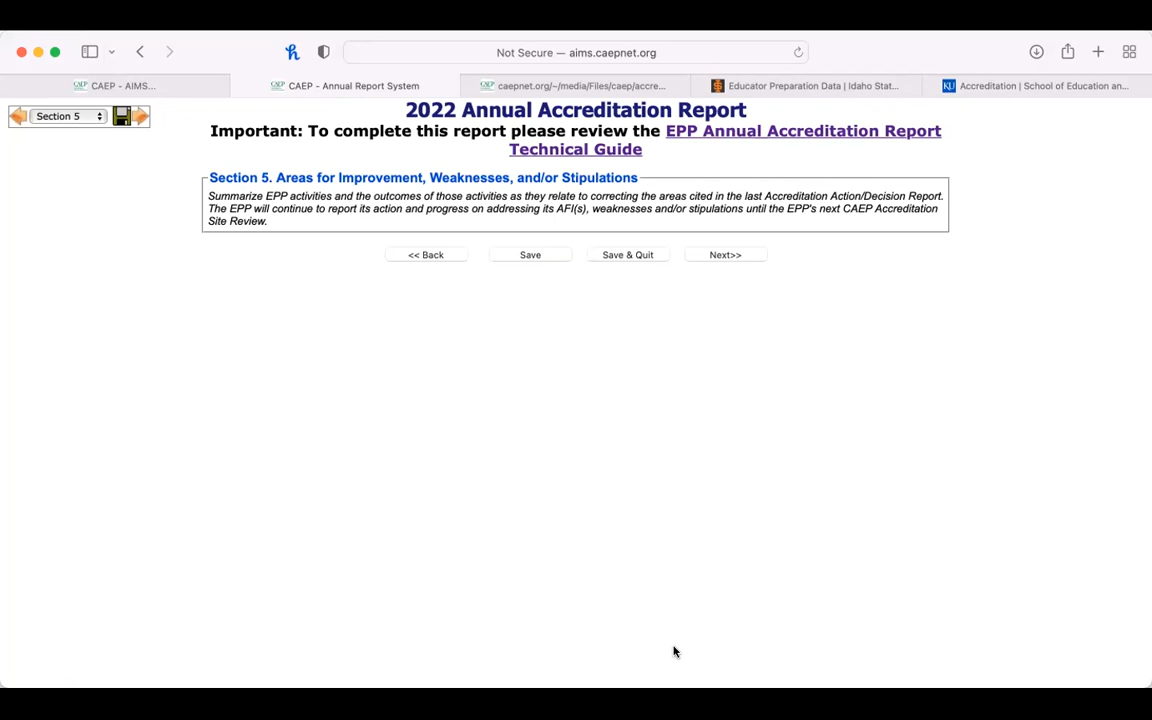 Not Secure — aims.caepnet.org
CAEP - AIMS...
CAEP - Annual Report System
caepnet.org/~/media/Files/caep/accre...
Educator Preparation Data | Idaho Stat...
KU
Accreditation | School of Education an...
Section 5
2022 Annual Accreditation Report
Important: To complete this report please review the EPP Annual Accreditation Report
Technical Guide
Section 5. Areas for Improvement, Weaknesses, and/or Stipulations
Summarize EPP activities and the outcomes of those activities as they relate to correcting the areas cited in the last Accreditation Action/Decision Report.
The EPP will continue to report its action and progress on addressing its AFI(s), weaknesses and/or stipulations until the EPP's next CAEP Accreditation
Site Review.
<< Back
Save
Save & Quit
Next>>